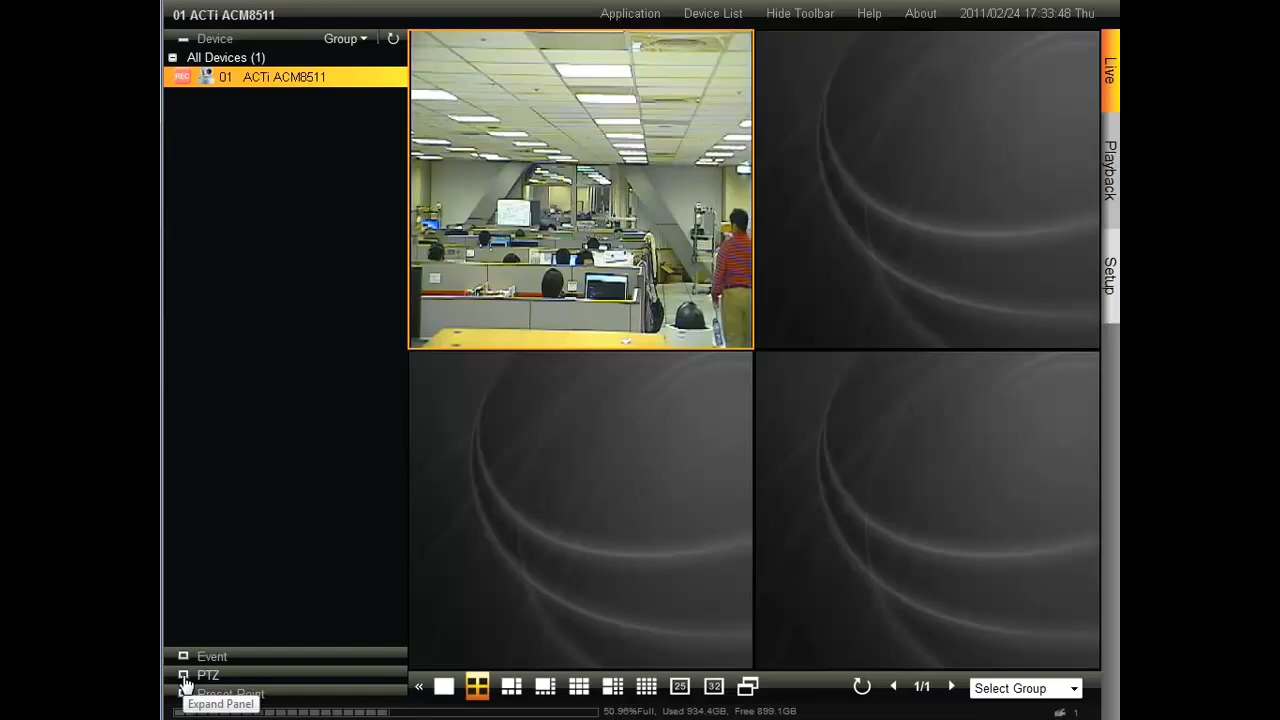 01 ACTi ACM8511 Application Device List Hide Toolbar Help About 2011/02/24 17:33:48 Thu
Device Group
All Devices (1)
REC 01 ACTi ACM8511
Live
Playback
Setup
Event
PTZ
Preset Point
Expand Panel
« 25 32 1/1 Select Group
50.96%Full, Used 934.4GB, Free 899.1GB 1